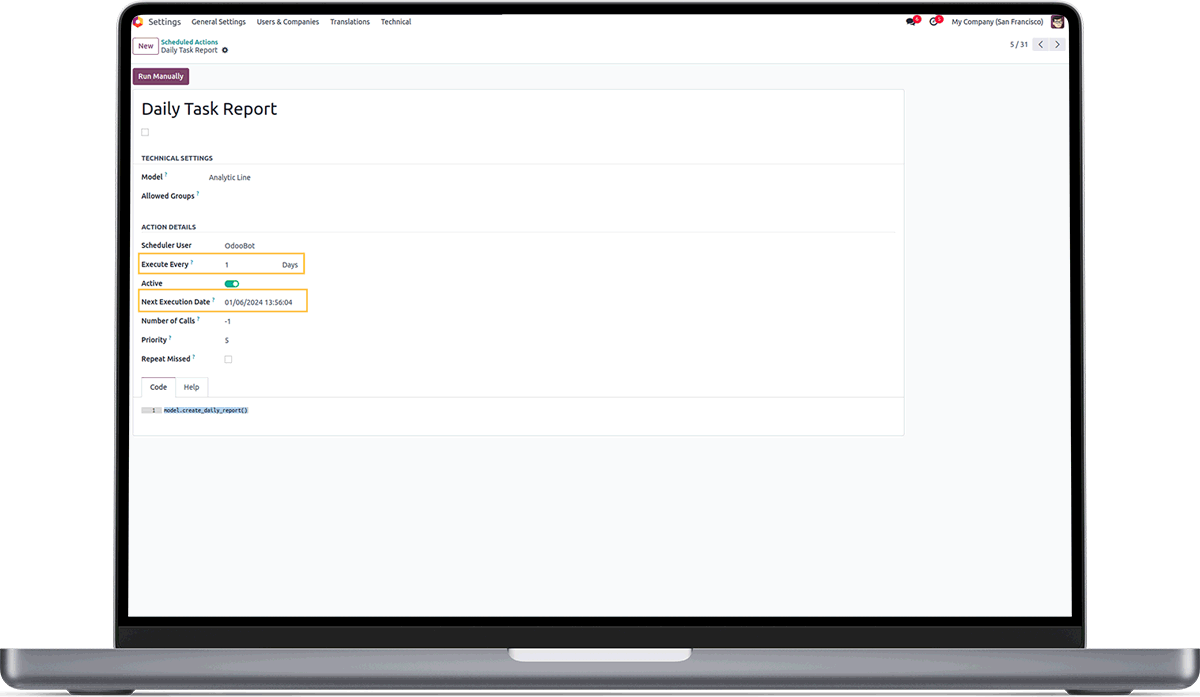 Settings General Settings Users & Companies Translations Technical 6 5 My Company (San Francisco)
New Scheduled Actions
Daily Task Report
5 / 31
Run Manually
Daily Task Report
TECHNICAL SETTINGS
Model ? Analytic Line
Allowed Groups ?
ACTION DETAILS
Scheduler User OdooBot
Execute Every ? 1 Days
Active
Next Execution Date ? 01/06/2024 13:56:04
Number of Calls ? -1
Priority ? 5
Repeat Missed ?
Code Help
1 model.create_daily_report()